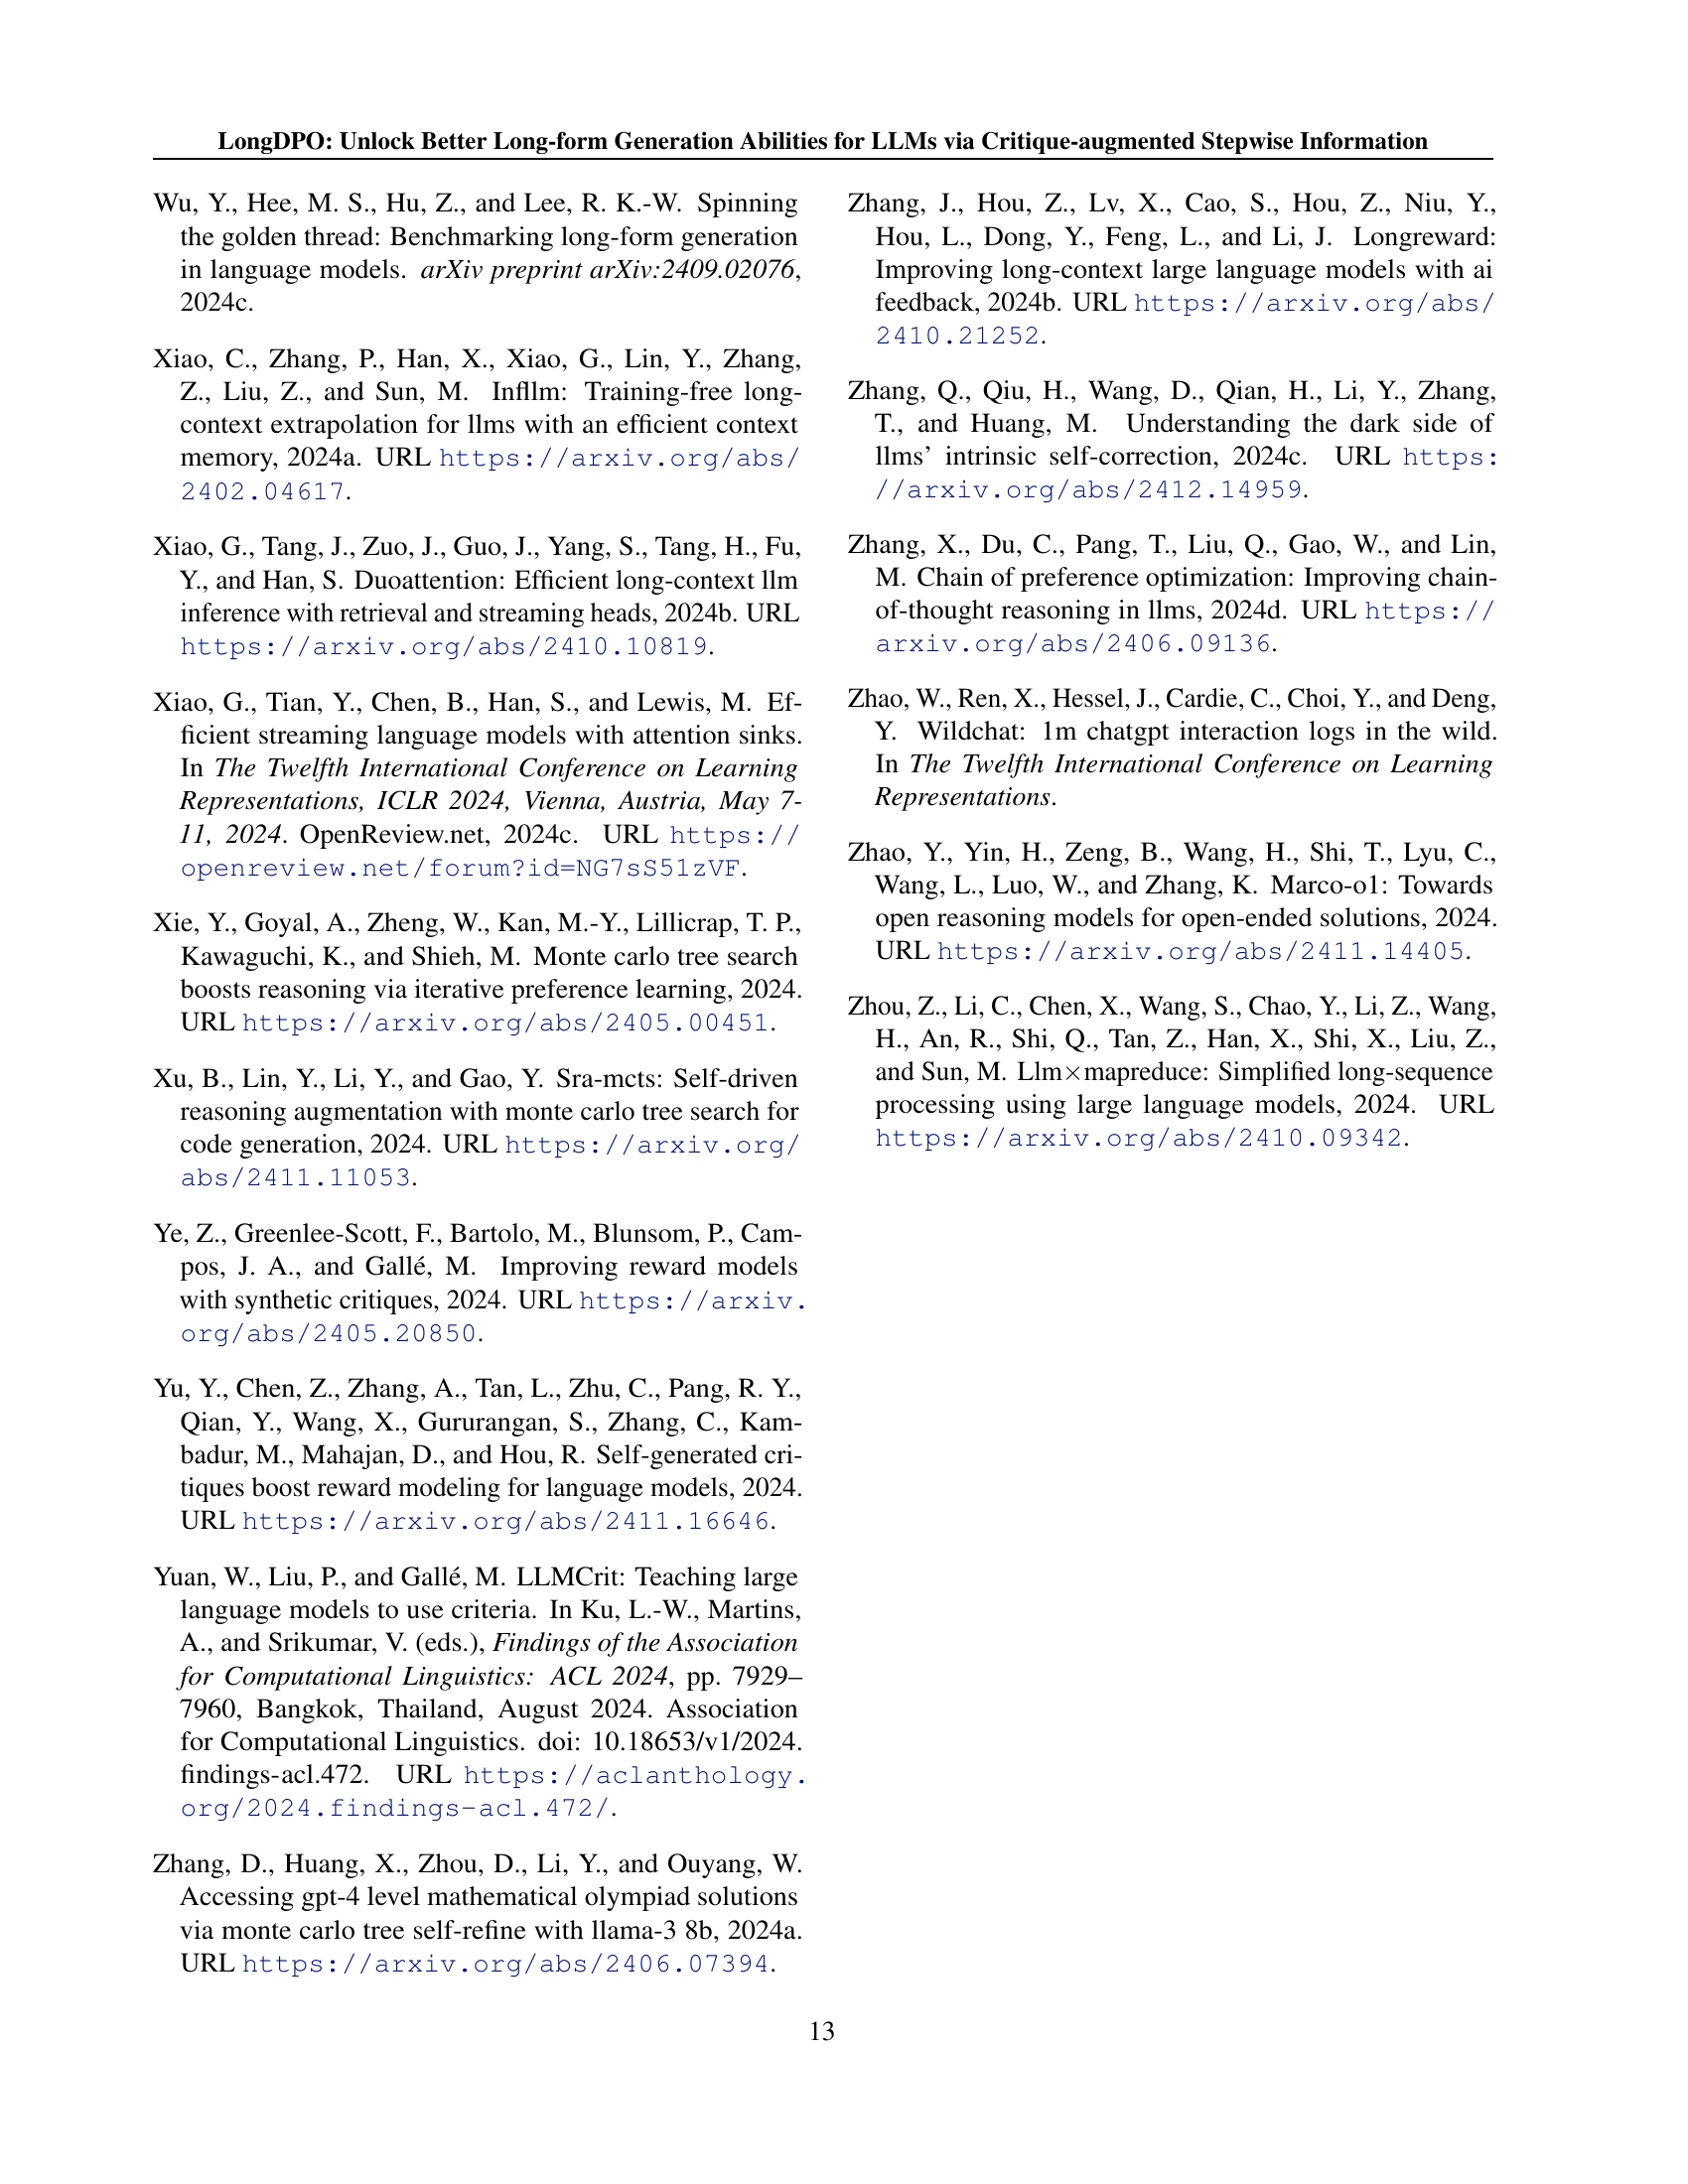 LongDPO: Unlock Better Long-form Generation Abilities for LLMs via Critique-augmented Stepwise Information
Wu, Y., Hee, M. S., Hu, Z., and Lee, R. K.-W. Spinning
the golden thread: Benchmarking long-form generation
in language models. arXiv preprint arXiv:2409.02076,
2024c.
Xiao, C., Zhang, P., Han, X., Xiao, G., Lin, Y., Zhang,
Z., Liu, Z., and Sun, M. Infllm: Training-free long-
context extrapolation for llms with an efficient context
memory, 2024a. URL https://arxiv.org/abs/
2402.04617.
Xiao, G., Tang, J., Zuo, J., Guo, J., Yang, S., Tang, H., Fu,
Y., and Han, S. Duoattention: Efficient long-context llm
inference with retrieval and streaming heads, 2024b. URL
https://arxiv.org/abs/2410.10819.
Xiao, G., Tian, Y., Chen, B., Han, S., and Lewis, M. Ef-
ficient streaming language models with attention sinks.
In The Twelfth International Conference on Learning
Representations, ICLR 2024, Vienna, Austria, May 7-
11, 2024. OpenReview.net, 2024c. URL https://
openreview.net/forum?id=NG7sS51zVF.
Xie, Y., Goyal, A., Zheng, W., Kan, M.-Y., Lillicrap, T. P.,
Kawaguchi, K., and Shieh, M. Monte carlo tree search
boosts reasoning via iterative preference learning, 2024.
URL https://arxiv.org/abs/2405.00451.
Xu, B., Lin, Y., Li, Y., and Gao, Y. Sra-mcts: Self-driven
reasoning augmentation with monte carlo tree search for
code generation, 2024. URL https://arxiv.org/
abs/2411.11053.
Ye, Z., Greenlee-Scott, F., Bartolo, M., Blunsom, P., Cam-
pos, J. A., and Gallé, M. Improving reward models
with synthetic critiques, 2024. URL https://arxiv.
org/abs/2405.20850.
Yu, Y., Chen, Z., Zhang, A., Tan, L., Zhu, C., Pang, R. Y.,
Qian, Y., Wang, X., Gururangan, S., Zhang, C., Kam-
badur, M., Mahajan, D., and Hou, R. Self-generated cri-
tiques boost reward modeling for language models, 2024.
URL https://arxiv.org/abs/2411.16646.
Yuan, W., Liu, P., and Gallé, M. LLMCrit: Teaching large
language models to use criteria. In Ku, L.-W., Martins,
A., and Srikumar, V. (eds.), Findings of the Association
for Computational Linguistics: ACL 2024, pp. 7929–
7960, Bangkok, Thailand, August 2024. Association
for Computational Linguistics. doi: 10.18653/v1/2024.
findings-acl.472. URL https://aclanthology.
org/2024.findings-acl.472/.
Zhang, D., Huang, X., Zhou, D., Li, Y., and Ouyang, W.
Accessing gpt-4 level mathematical olympiad solutions
via monte carlo tree self-refine with llama-3 8b, 2024a.
URL https://arxiv.org/abs/2406.07394.
Zhang, J., Hou, Z., Lv, X., Cao, S., Hou, Z., Niu, Y.,
Hou, L., Dong, Y., Feng, L., and Li, J. Longreward:
Improving long-context large language models with ai
feedback, 2024b. URL https://arxiv.org/abs/
2410.21252.
Zhang, Q., Qiu, H., Wang, D., Qian, H., Li, Y., Zhang,
T., and Huang, M. Understanding the dark side of
llms’ intrinsic self-correction, 2024c. URL https:
//arxiv.org/abs/2412.14959.
Zhang, X., Du, C., Pang, T., Liu, Q., Gao, W., and Lin,
M. Chain of preference optimization: Improving chain-
of-thought reasoning in llms, 2024d. URL https://
arxiv.org/abs/2406.09136.
Zhao, W., Ren, X., Hessel, J., Cardie, C., Choi, Y., and Deng,
Y. Wildchat: 1m chatgpt interaction logs in the wild.
In The Twelfth International Conference on Learning
Representations.
Zhao, Y., Yin, H., Zeng, B., Wang, H., Shi, T., Lyu, C.,
Wang, L., Luo, W., and Zhang, K. Marco-o1: Towards
open reasoning models for open-ended solutions, 2024.
URL https://arxiv.org/abs/2411.14405.
Zhou, Z., Li, C., Chen, X., Wang, S., Chao, Y., Li, Z., Wang,
H., An, R., Shi, Q., Tan, Z., Han, X., Shi, X., Liu, Z.,
and Sun, M. Llm×mapreduce: Simplified long-sequence
processing using large language models, 2024. URL
https://arxiv.org/abs/2410.09342.
13